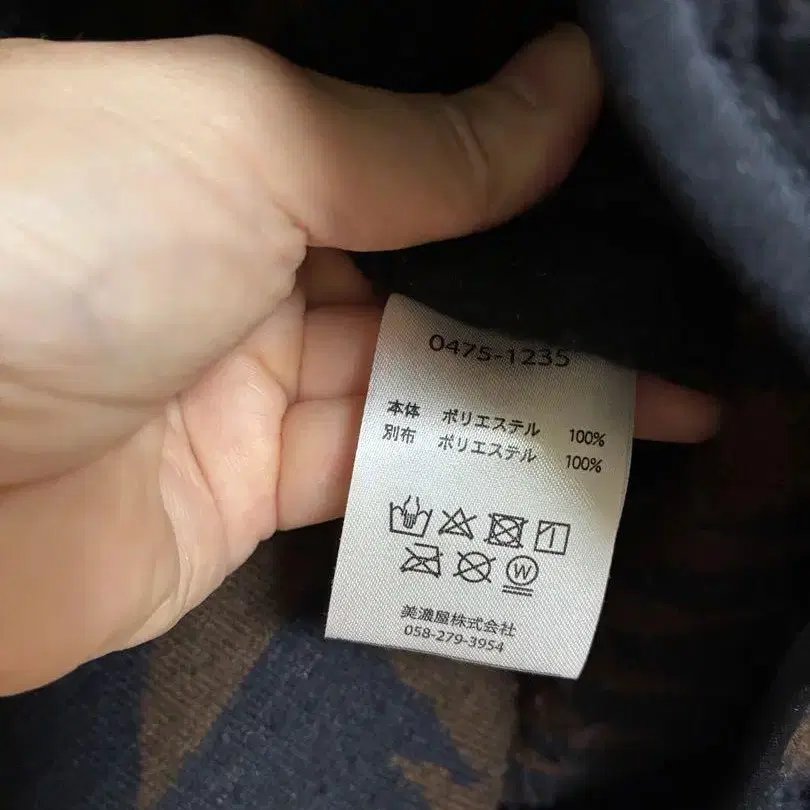 0475-1235
本体 ポリエステル 100%
別布 ポリエステル 100%
W
美濃屋株式会社
058-279-3954